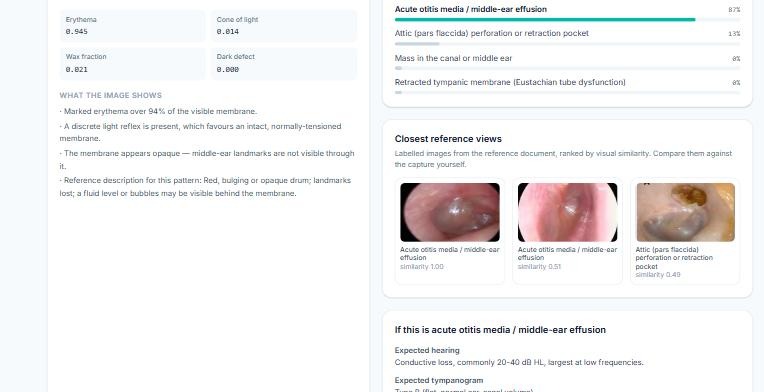 Erythema
0.945
Cone of light
0.014
Wax fraction
0.021
Dark defect
0.000
WHAT THE IMAGE SHOWS
· Marked erythema over 94% of the visible membrane.
· A discrete light reflex is present, which favours an intact, normally-tensioned
membrane.
· The membrane appears opaque — middle-ear landmarks are not visible through
it.
· Reference description for this pattern: Red, bulging or opaque drum; landmarks
lost; a fluid level or bubbles may be visible behind the membrane.
Acute otitis media / middle-ear effusion 87%
Attic (pars flaccida) perforation or retraction pocket 13%
Mass in the canal or middle ear 0%
Retracted tympanic membrane (Eustachian tube dysfunction) 0%
Closest reference views
Labelled images from the reference document, ranked by visual similarity. Compare them against
the capture yourself.
Acute otitis media / middle-ear
effusion
similarity 1.00
Acute otitis media / middle-ear
effusion
similarity 0.51
Attic (pars flaccida)
perforation or retraction
pocket
similarity 0.49
If this is acute otitis media / middle-ear effusion
Expected hearing
Conductive loss, commonly 20-40 dB HL, largest at low frequencies.
Expected tympanogram